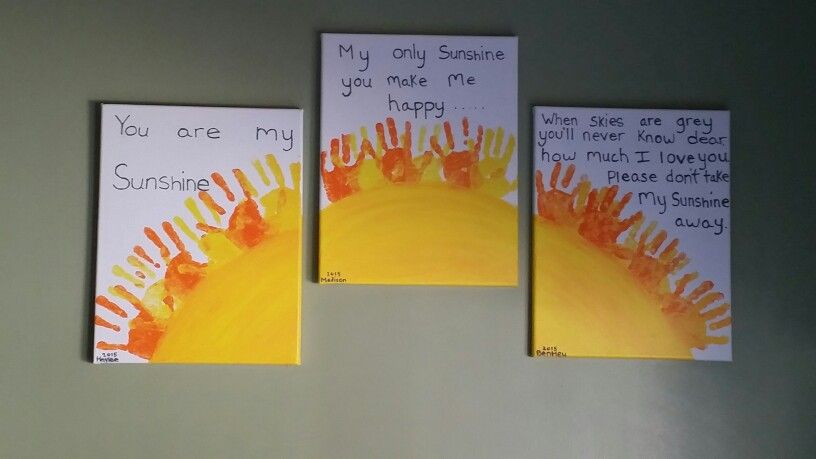 You are my
Sunshine
2015
My only Sunshine
you make me
happy .....
2015
Madison
When skies are grey
you'll never know dear,
how much I love you
Please don't take
My Sunshine
away.
2015
Bentley